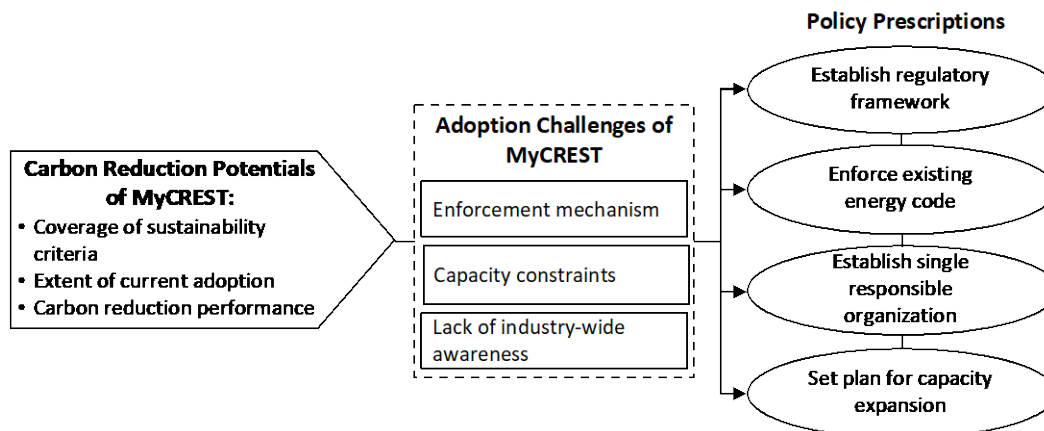 Carbon Reduction Potentials
of MyCREST:
• Coverage of sustainability
criteria
• Extent of current adoption
• Carbon reduction performance
Adoption Challenges of
MyCREST
Enforcement mechanism
Capacity constraints
Lack of industry-wide
awareness
Policy Prescriptions
Establish regulatory
framework
Enforce existing
energy code
Establish single
responsible
organization
Set plan for capacity
expansion